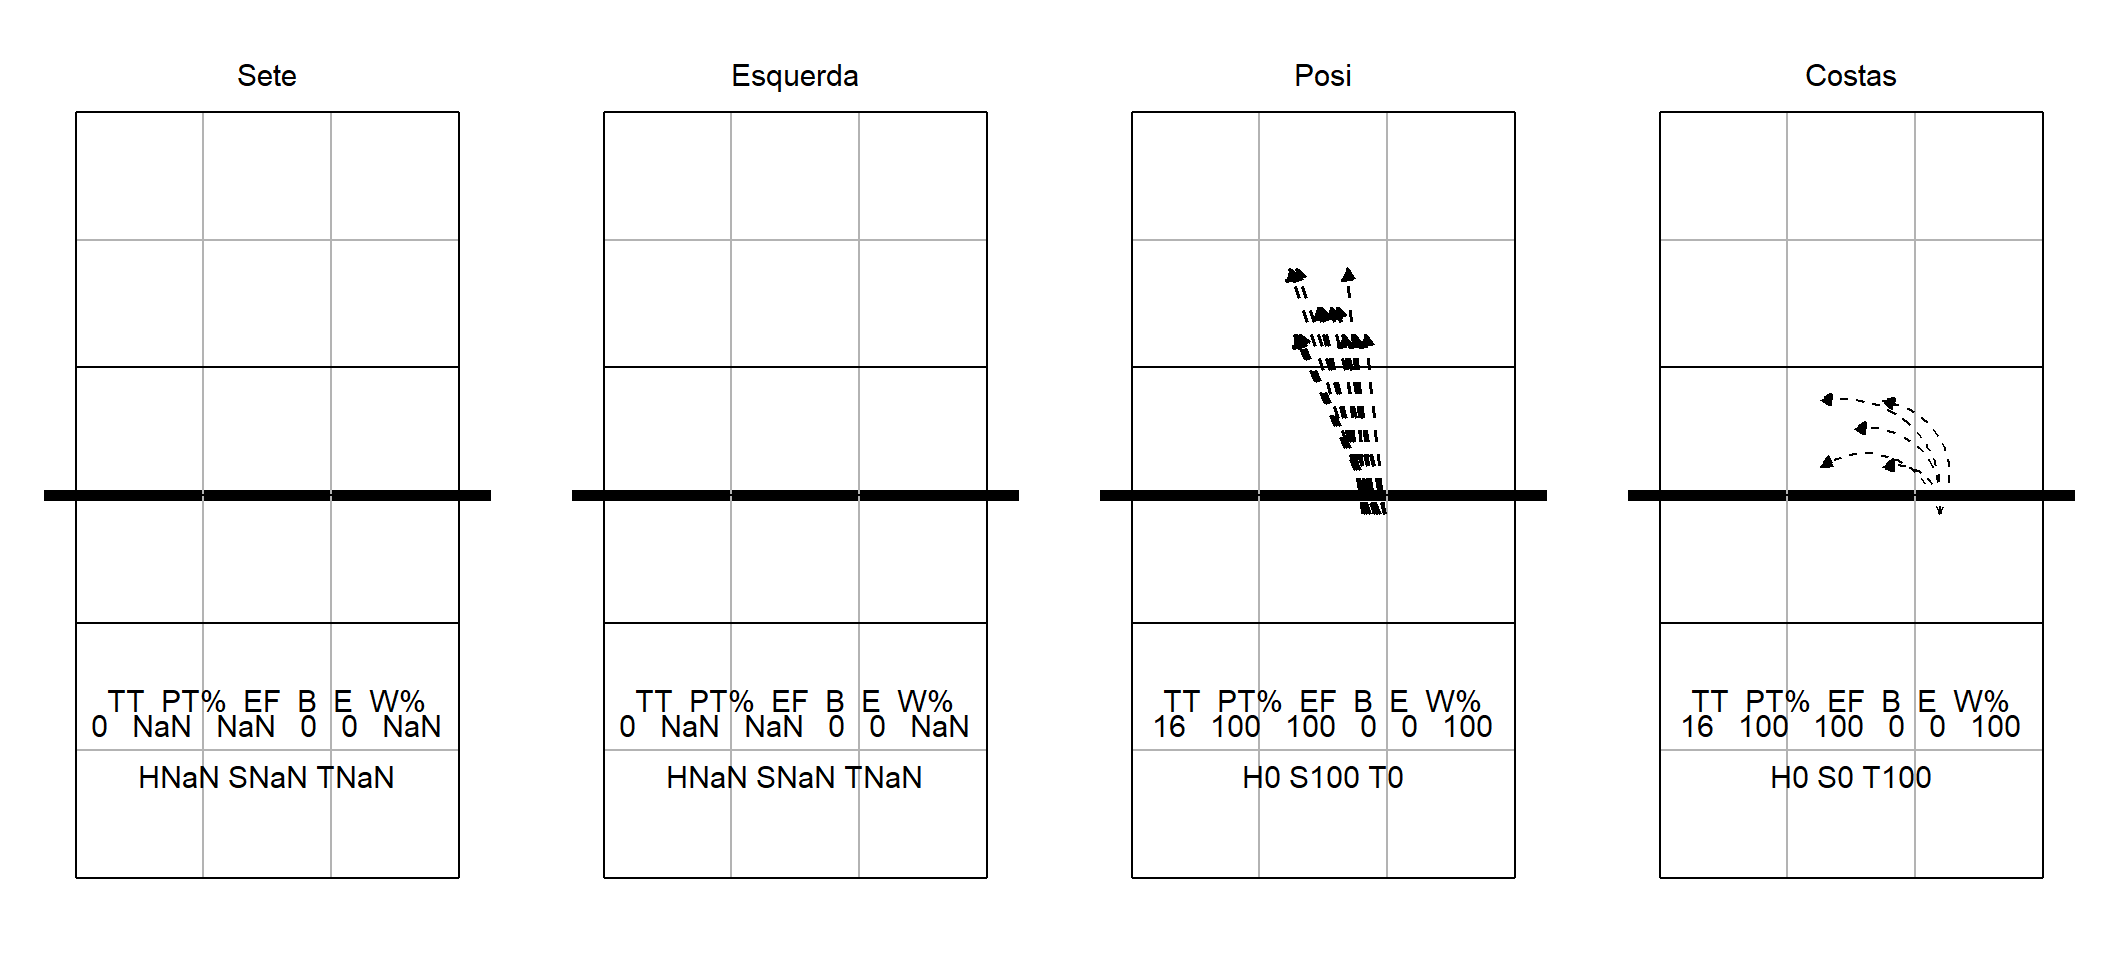 Sete
TT PT% EF B E W%
0 NaN NaN 0 0 NaN
HNaN SNaN TNaN
Esquerda
TT PT% EF B E W%
0 NaN NaN 0 0 NaN
HNaN SNaN TNaN
Posi
TT PT% EF B E W%
16 100 100 0 0 100
H0 S100 T0
Costas
TT PT% EF B E W%
16 100 100 0 0 100
H0 S0 T100